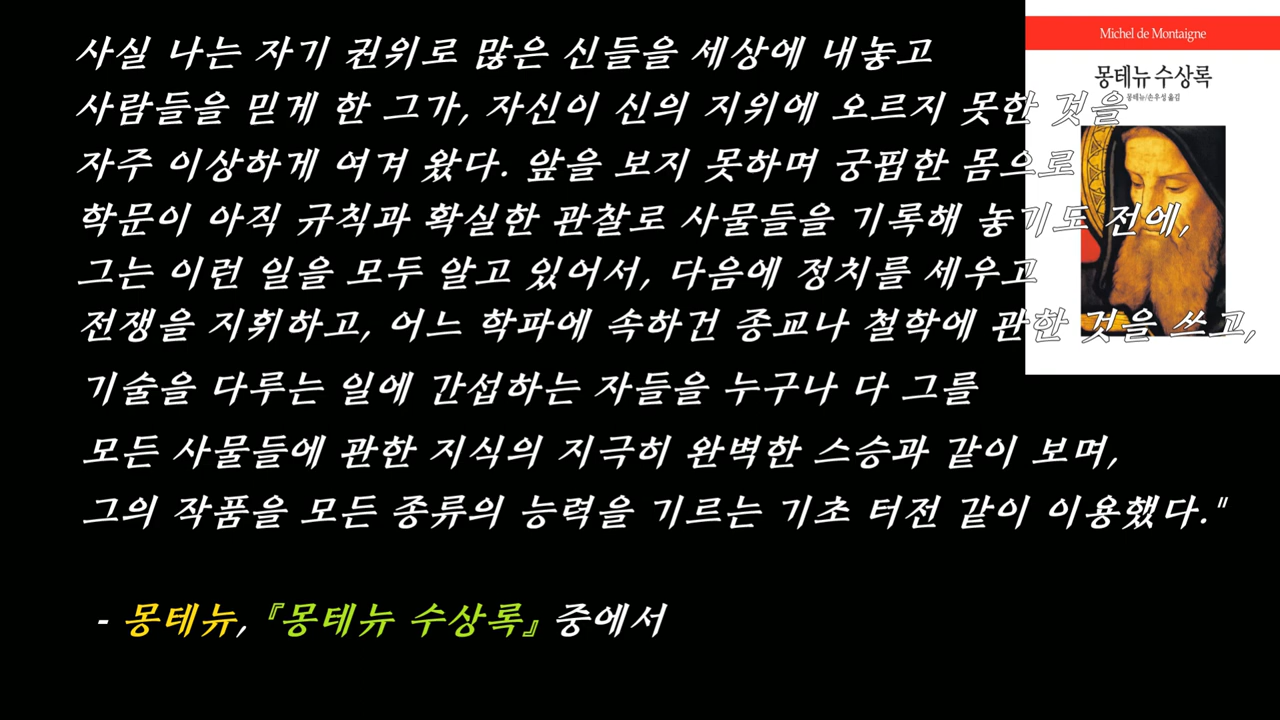 사실 나는 자기 권위로 많은 신들을 세상에 내놓고
사람들을 믿게 한 그가, 자신이 신의 지위에 오르지 못한 것을
자주 이상하게 여겨 왔다. 앞을 보지 못하며 궁핍한 몸으로
학문이 아직 규칙과 확실한 관찰로 사물들을 기록해 놓기도 전에,
그는 이런 일을 모두 알고 있어서, 다음에 정치를 세우고
전쟁을 지휘하고, 어느 학파에 속하건 종교나 철학에 관한 것을 쓰고,
기술을 다루는 일에 간섭하는 자들을 누구나 다 그를
모든 사물들에 관한 지식의 지극히 완벽한 스승과 같이 보며,
그의 작품을 모든 종류의 능력을 기르는 기초 터전 같이 이용했다."
- 몽테뉴, 『몽테뉴 수상록』 중에서
Michel de Montaigne
몽테뉴 수상록
몽테뉴/손우성 옮김